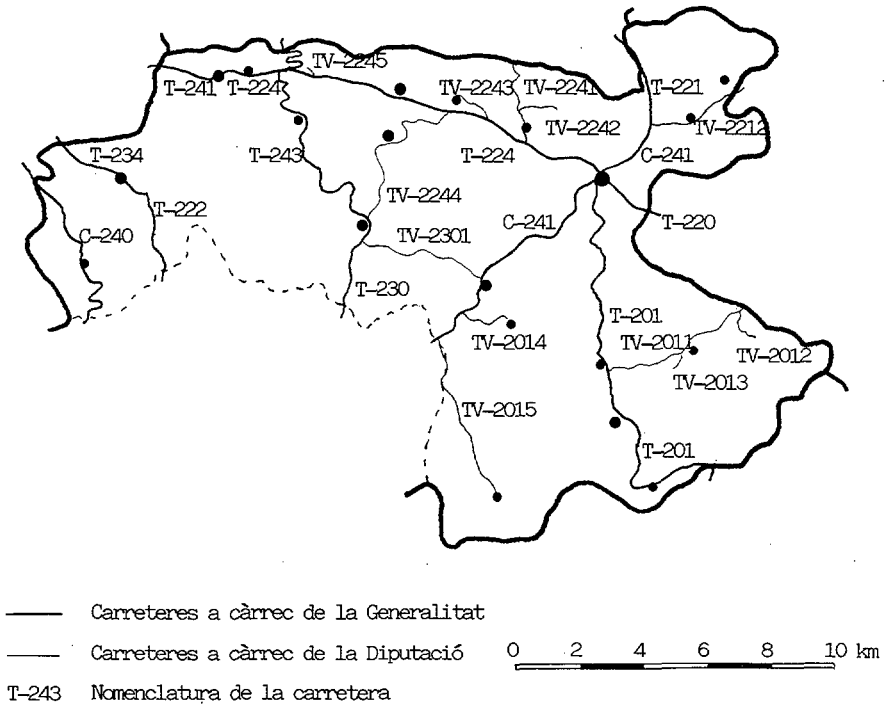 TV-2245
T-241
T-224
TV-2243
TV-2241
T-221
TV-2242
TV-2212
T-234
T-243
T-224
C-241
T-222
TV-2244
C-241
T-220
C-240
TV-2301
T-230
T-201
TV-2014
TV-2011
TV-2012
TV-2013
TV-2015
T-201
Carreteres a càrrec de la Generalitat
Carreteres a càrrec de la Diputació
0 2 4 6 8 10 km
T-243 Nomenclatura de la carretera